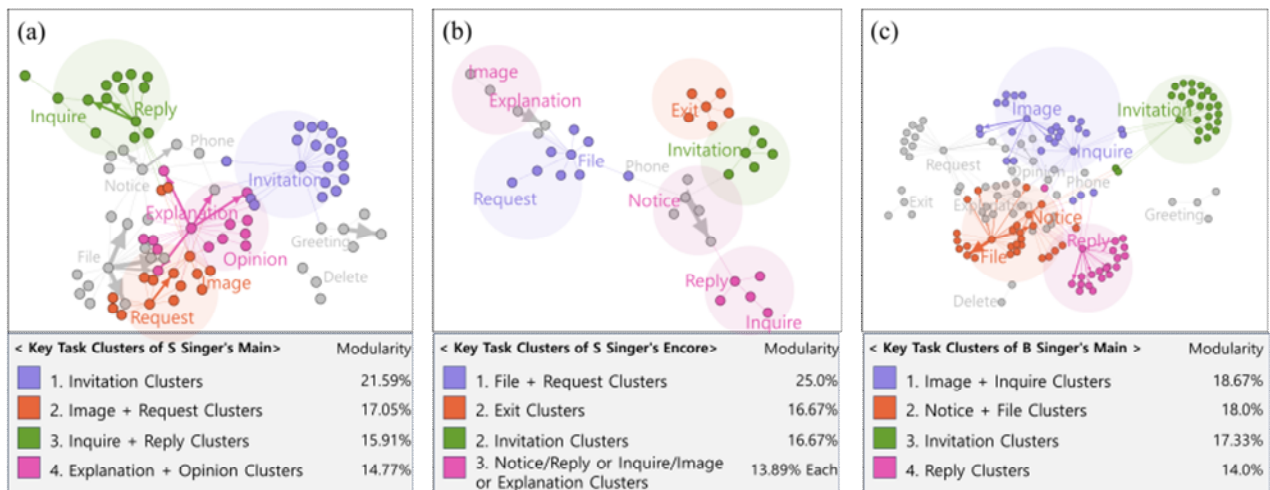 (a)
Inquire
Reply
Phone
Notice
Invitation
Explanation
Greeting
File
Opinion
Delete
Image
Request
< Key Task Clusters of S Singer's Main> Modularity
1. Invitation Clusters 21.59%
2. Image + Request Clusters 17.05%
3. Inquire + Reply Clusters 15.91%
4. Explanation + Opinion Clusters 14.77%
(b)
Image
Explanation
Exit
File
Invitation
Phone
Request
Notice
Reply
Inquire
< Key Task Clusters of S Singer's Encore> Modularity
1. File + Request Clusters 25.0%
2. Exit Clusters 16.67%
2. Invitation Clusters 16.67%
3. Notice/Reply or Inquire/Image 13.89% Each
or Explanation Clusters
(c)
Image
Invitation
Inquire
Request
Opinion
Phone
Exit
Explanation
Notice
Greeting
Reply
File
Delete
< Key Task Clusters of B Singer's Main > Modularity
1. Image + Inquire Clusters 18.67%
2. Notice + File Clusters 18.0%
3. Invitation Clusters 17.33%
4. Reply Clusters 14.0%